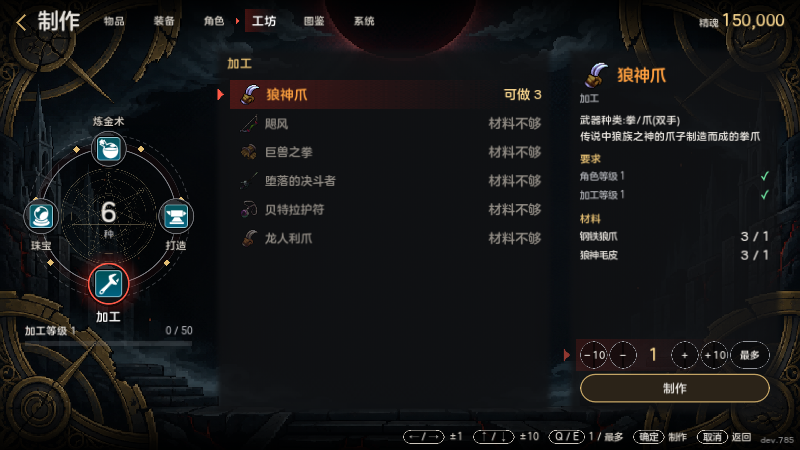 制作 物品 装备 角色 工坊 图鉴 系统 精魂 150,000
加工
狼神爪 可做 3
飓风 材料不够
巨兽之拳 材料不够
堕落的决斗者 材料不够
贝特拉护符 材料不够
龙人利爪 材料不够
炼金术
珠宝
6
种
打造
加工
加工等级 1 0 / 50
狼神爪
加工
武器种类:拳/爪(双手)
传说中狼族之神的爪子制造而成的拳爪
要求
角色等级 1 ✓
加工等级 1 ✓
材料
钢铁狼爪 3 / 1
狼神毛皮 3 / 1
-10 - 1 + +10 最多
制作
←/→ ±1 ↑/↓ ±10 Q/E 1/最多 确定 制作 取消 返回 dev.785